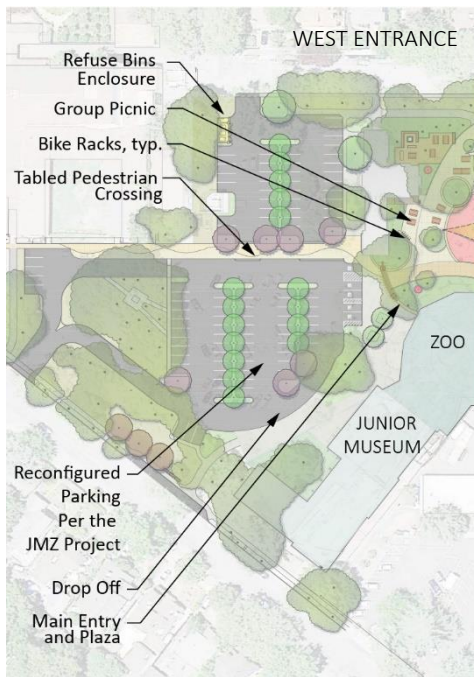 WEST ENTRANCE
Refuse Bins
Enclosure
Group Picnic
Bike Racks, typ.
Tabled Pedestrian
Crossing
ZOO
JUNIOR
MUSEUM
Reconfigured
Parking
Per the
JMZ Project
Drop Off
Main Entry
and Plaza